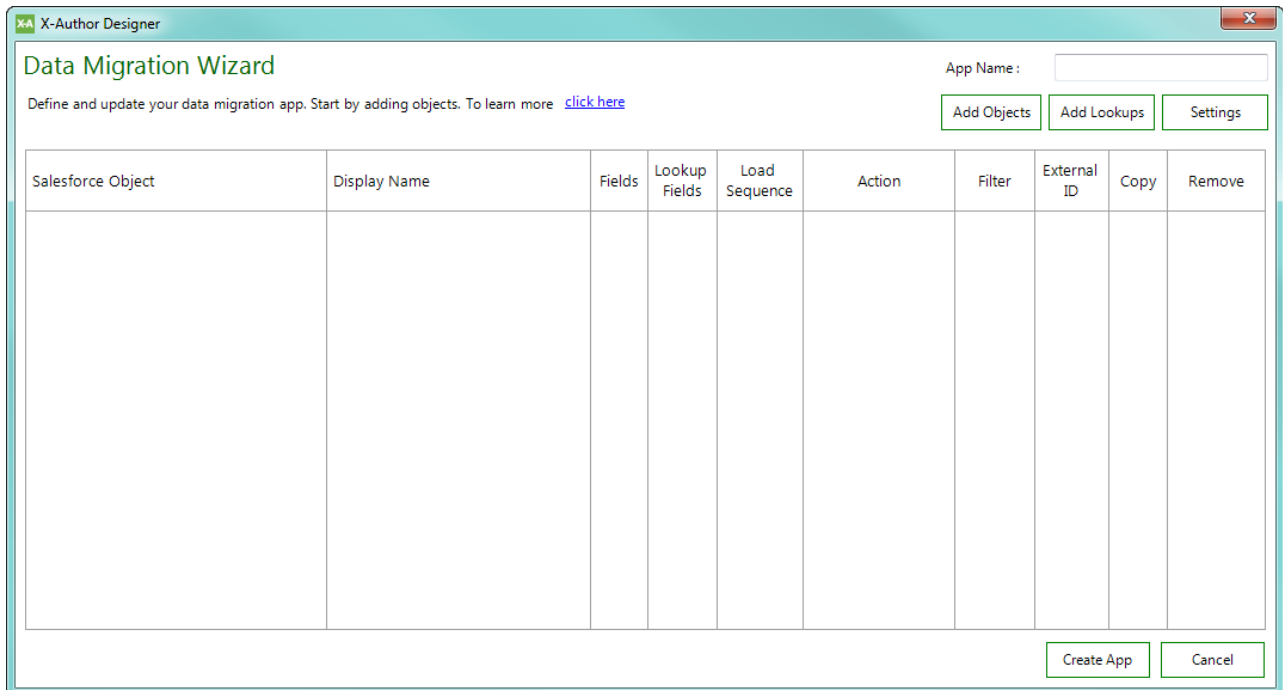 X-A X-Author Designer
x
Data Migration Wizard
App Name :
Define and update your data migration app. Start by adding objects. To learn more click here
Add Objects Add Lookups Settings
Salesforce Object Display Name Fields Lookup Fields Load Sequence Action Filter External ID Copy Remove
Create App Cancel